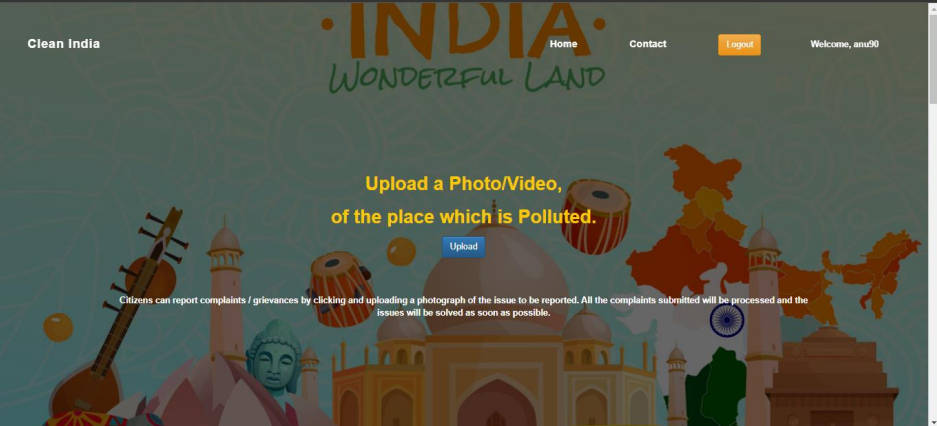 INDIA
WONDERFUL LAND
Clean India
Home
Contact
Logout
Welcome, anu90
Upload a Photo/Video,
of the place which is Polluted.
Upload
Citizens can report complaints / grievances by clicking and uploading a photograph of the issue to be reported. All the complaints submitted will be processed and the
issues will be solved as soon as possible.